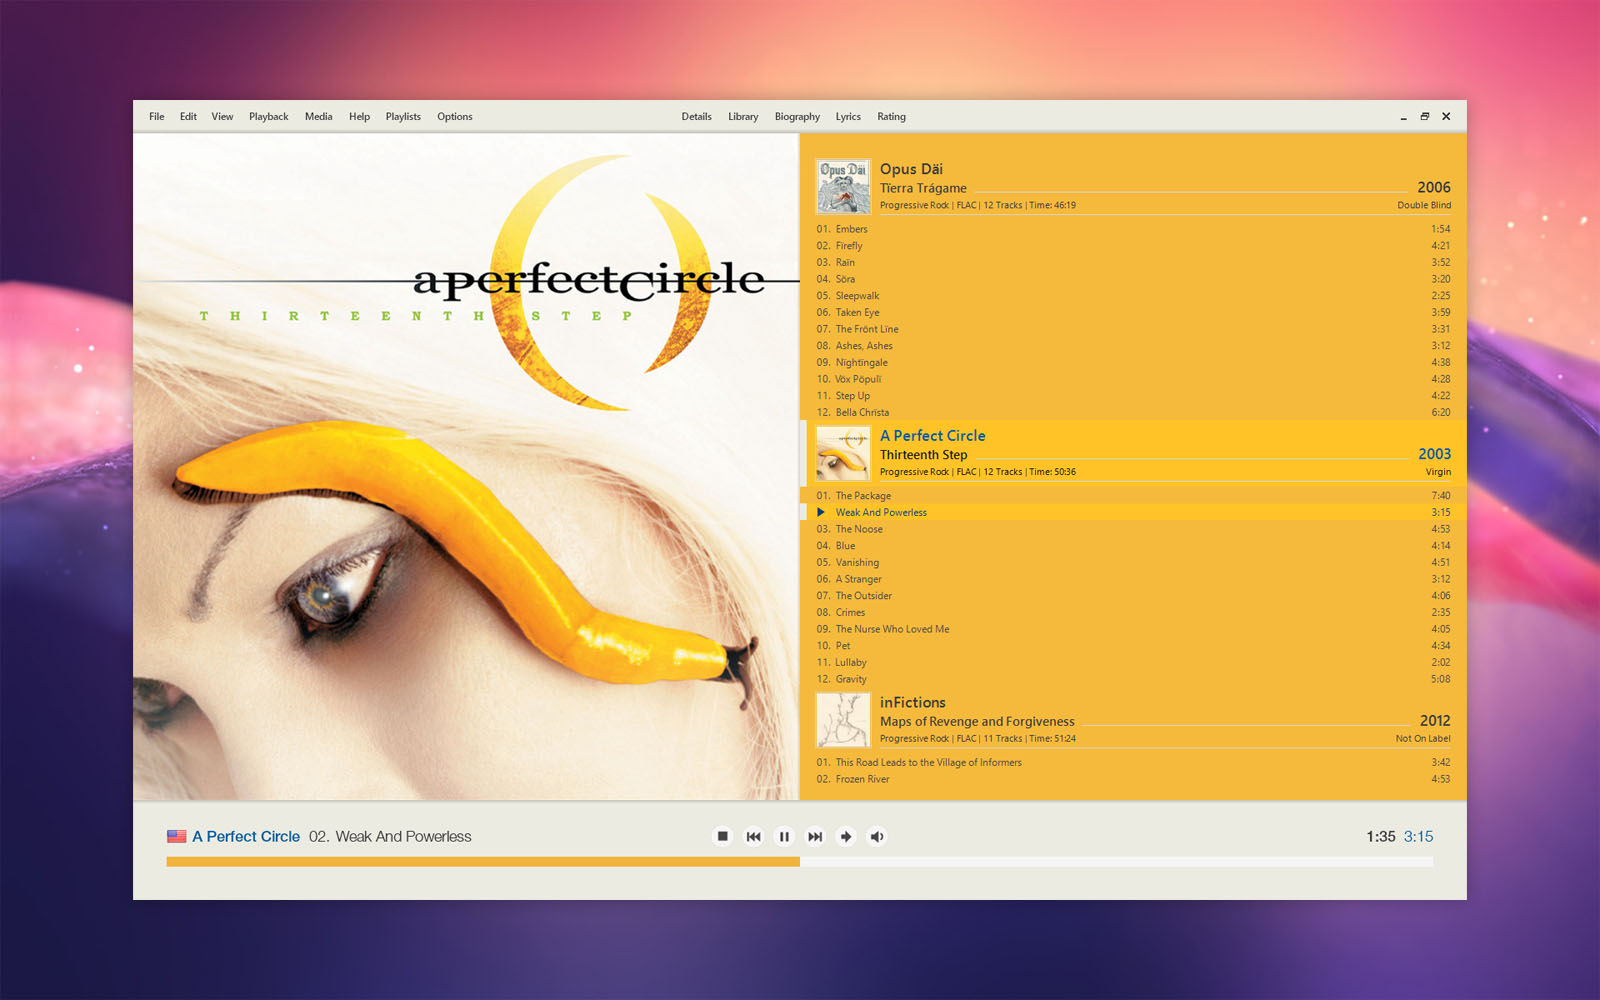 File Edit View Playback Media Help Playlists Options Details Library Biography Lyrics Rating
aperfectcircle
THIRTEENTH STEP
Opus Däi
Opus Däi
Tïerra Trágame 2006
Progressive Rock | FLAC | 12 Tracks | Time: 46:19 Double Blind
01. Embers 1:54
02. Fïrefly 4:21
03. Raïn 3:52
04. Söra 3:20
05. Sleepwalk 2:25
06. Taken Eye 3:59
07. The Frönt Lïne 3:31
08. Ashes, Ashes 3:12
09. Nïghtïngale 4:38
10. Vöx Pöpulï 4:28
11. Step Up 4:22
12. Bella Chrïsta 6:20
A Perfect Circle
Thirteenth Step 2003
Progressive Rock | FLAC | 12 Tracks | Time: 50:36 Virgin
01. The Package 7:40
Weak And Powerless 3:15
03. The Noose 4:53
04. Blue 4:14
05. Vanishing 4:51
06. A Stranger 3:12
07. The Outsider 4:06
08. Crimes 2:35
09. The Nurse Who Loved Me 4:05
10. Pet 4:34
11. Lullaby 2:02
12. Gravity 5:08
inFictions
Maps of Revenge and Forgiveness 2012
Progressive Rock | FLAC | 11 Tracks | Time: 51:24 Not On Label
01. This Road Leads to the Village of Informers 3:42
02. Frozen River 4:53
A Perfect Circle 02. Weak And Powerless 1:35 3:15